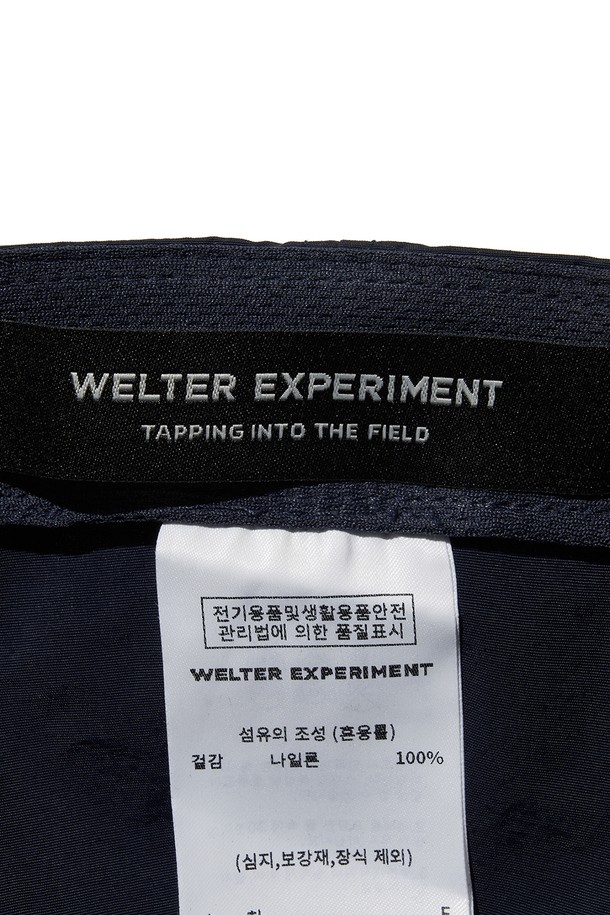 WELTER EXPERIMENT
TAPPING INTO THE FIELD
전기용품및생활용품안전
관리법에 의한 품질표시
WELTER EXPERIMENT
섬유의 조성 (혼용률)
겉감 나일론 100%
(심지,보강재,장식 제외)